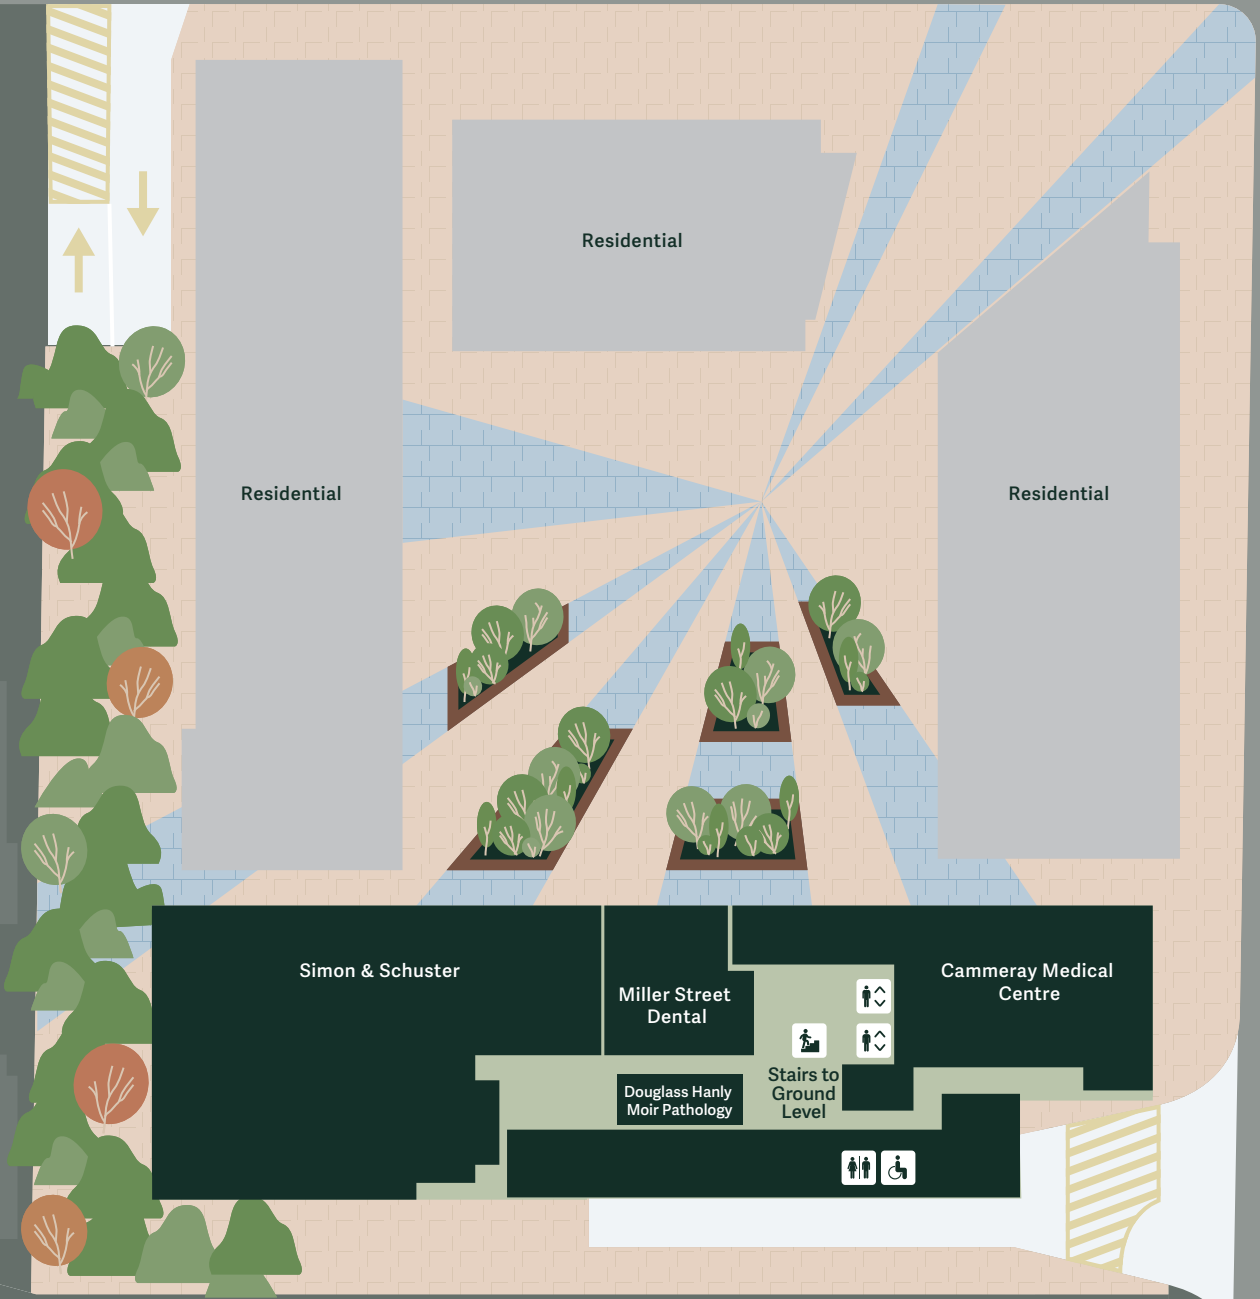 Residential
Residential
Residential
Simon & Schuster
Miller Street
Dental
Cammeray Medical
Centre
Stairs to
Ground
Level
Douglass Hanly
Moir Pathology